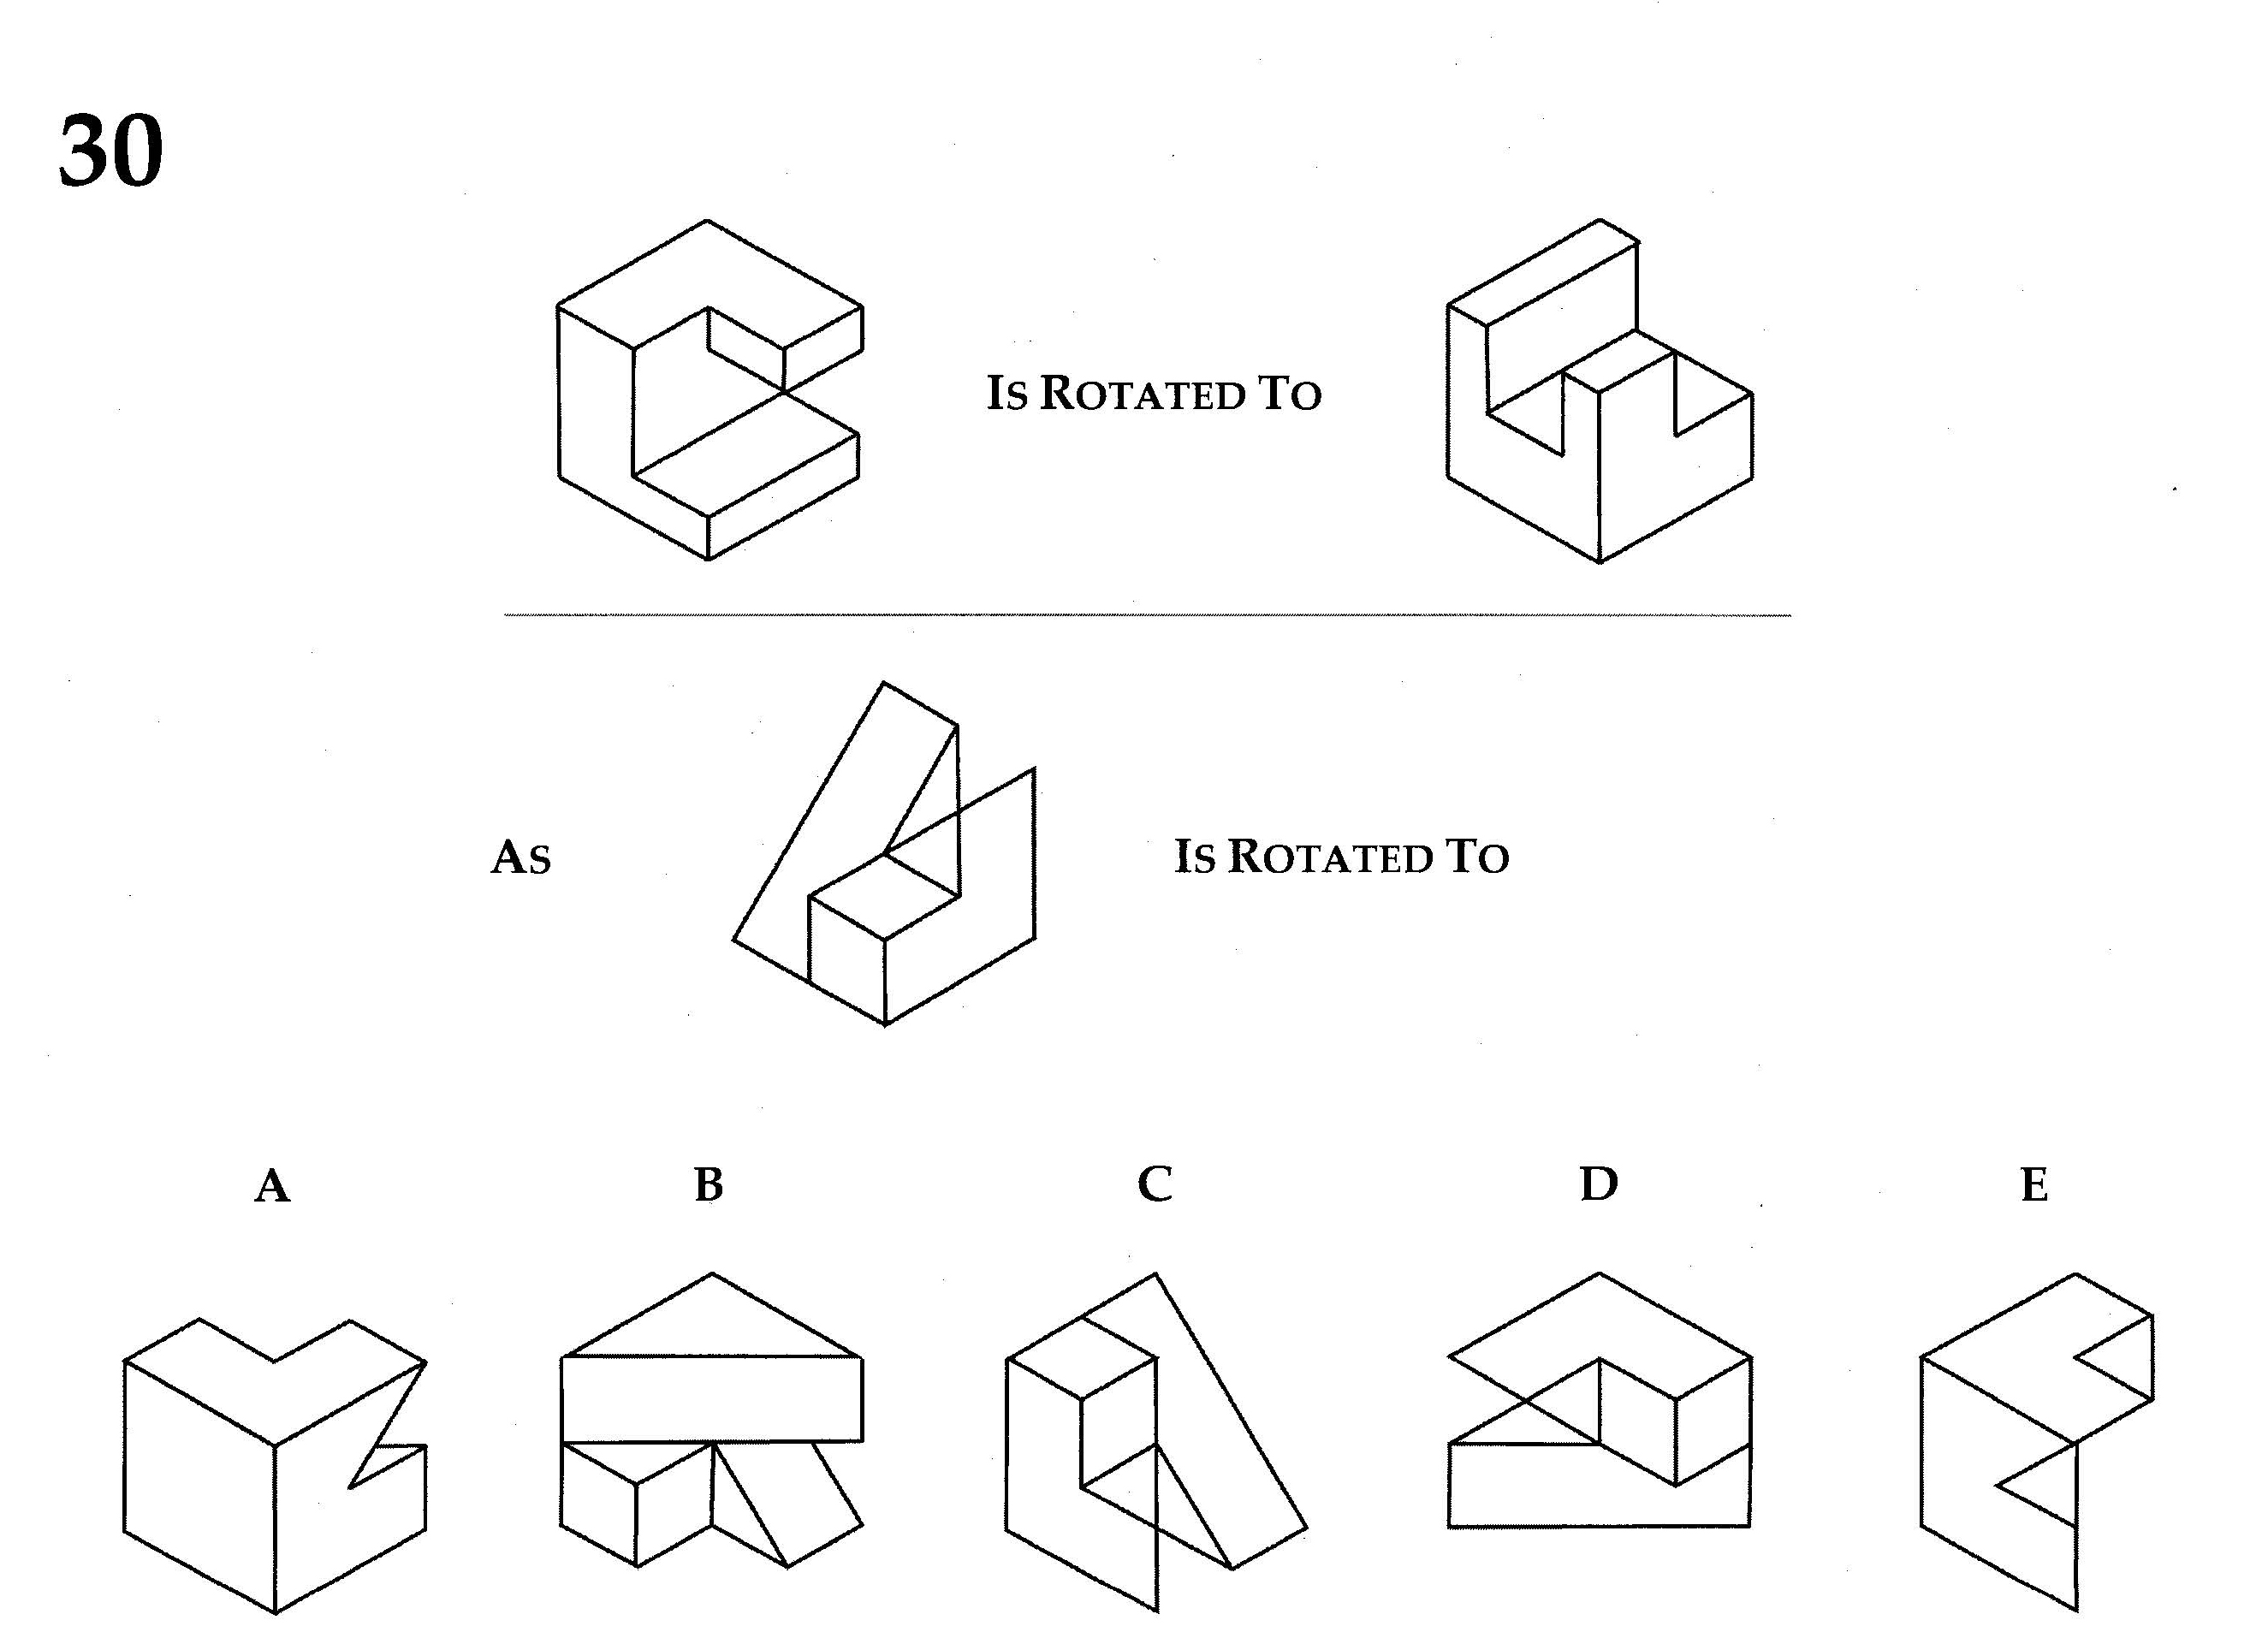 30
IS ROTATED TO
AS
IS ROTATED TO
A B C D E